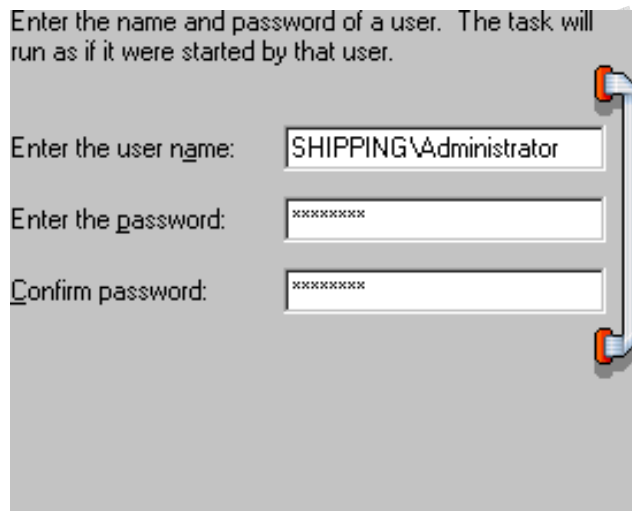 Enter the name and password of a user.  The task will
run as if it were started by that user.
Enter the user name: SHIPPING\Administrator
Enter the password: ××××××××
Confirm password: ××××××××